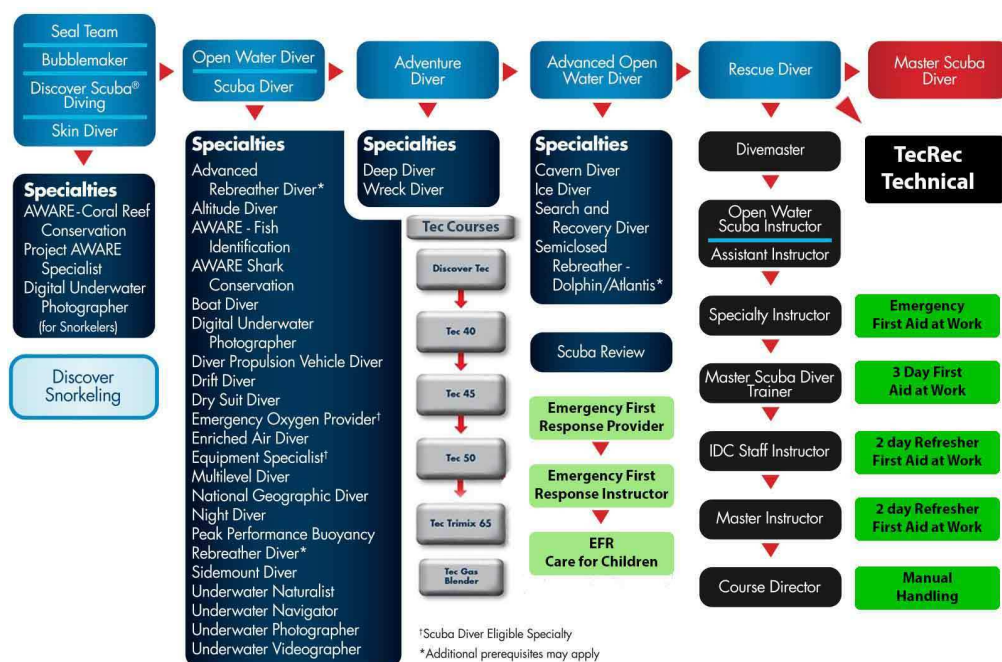 Seal Team
Bubblemaker
Discover Scuba®
Diving
Skin Diver
Open Water Diver
Scuba Diver
Adventure
Diver
Advanced Open
Water Diver
Rescue Diver
Master Scuba
Diver
Specialties
AWARE-Coral Reef
Conservation
Project AWARE
Specialist
Digital Underwater
Photographer
(for Snorkelers)
Discover
Snorkeling
Specialties
Advanced
Rebreather Diver*
Altitude Diver
AWARE - Fish
Identification
AWARE Shark
Conservation
Boat Diver
Digital Underwater
Photographer
Diver Propulsion Vehicle Diver
Drift Diver
Dry Suit Diver
Emergency Oxygen Provider†
Enriched Air Diver
Equipment Specialist†
Multilevel Diver
National Geographic Diver
Night Diver
Peak Performance Buoyancy
Rebreather Diver*
Sidemount Diver
Underwater Naturalist
Underwater Navigator
Underwater Photographer
Underwater Videographer
Specialties
Deep Diver
Wreck Diver
Tec Courses
Discover Tec
Tec 40
Tec 45
Tec 50
Tec Trimix 65
Tec Gas
Blender
Specialties
Cavern Diver
Ice Diver
Search and
Recovery Diver
Semiclosed
Rebreather -
Dolphin/Atlantis*
Scuba Review
Emergency First
Response Provider
Emergency First
Response Instructor
EFR
Care for Children
†Scuba Diver Eligible Specialty
*Additional prerequisites may apply
Divemaster
Open Water
Scuba Instructor
Assistant Instructor
Specialty Instructor
Master Scuba Diver
Trainer
IDC Staff Instructor
Master Instructor
Course Director
TecRec
Technical
Emergency
First Aid at Work
3 Day First
Aid at Work
2 day Refresher
First Aid at Work
2 day Refresher
First Aid at Work
Manual
Handling